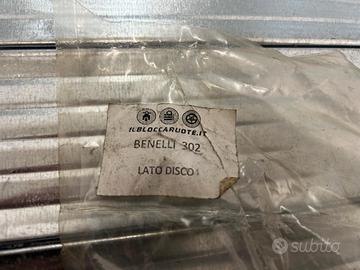 ILBLOCCARUOTE.IT
BENELLI 302
LATO DISCO
subito